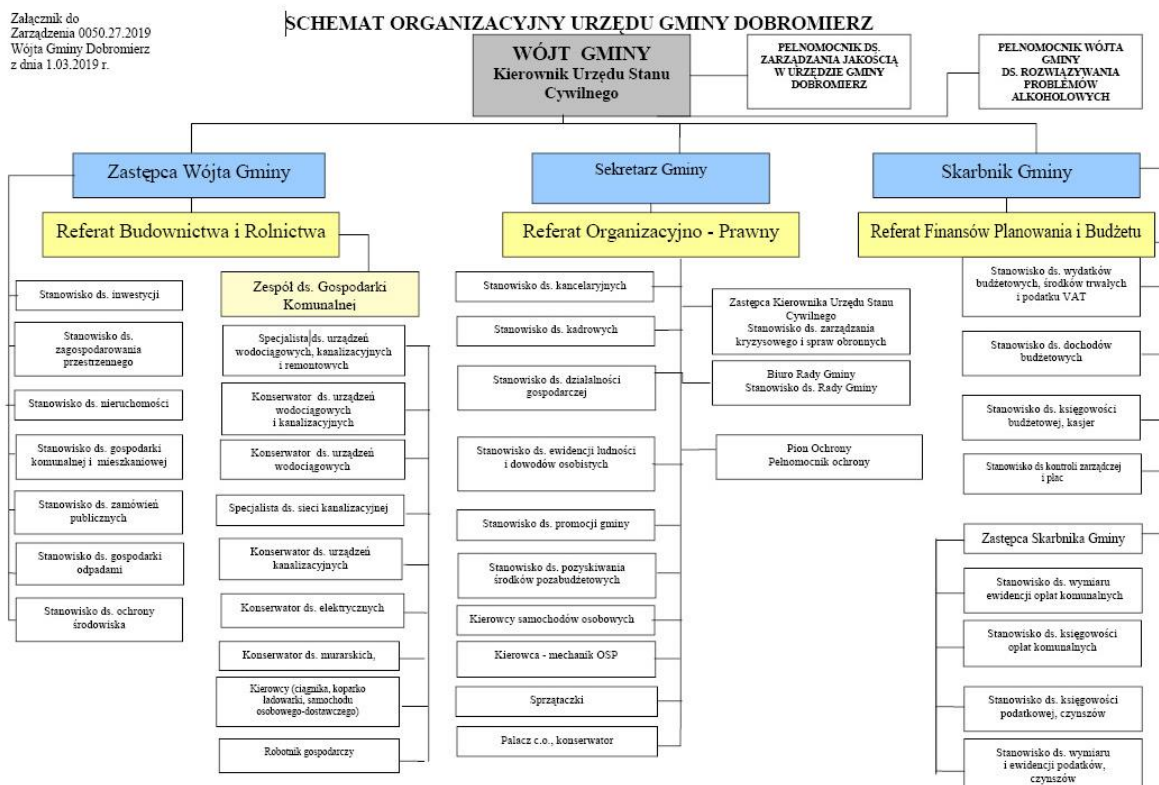 Załącznik do
Zarządzenia 0050.27.2019
Wójta Gminy Dobromierz
z dnia 1.03.2019 r.
SCHEMAT ORGANIZACYJNY URZĘDU GMINY DOBROMIERZ
WÓJT GMINY
Kierownik Urzędu Stanu
Cywilnego
PEŁNOMOCNIK DS.
ZARZĄDZANIA JAKOŚCIĄ
W URZĘDZIE GMINY
DOBROMIERZ
PEŁNOMOCNIK WÓJTA
GMINY
DS. ROZWIĄZYWANIA
PROBLEMÓW
ALKOHOLOWYCH
Zastępca Wójta Gminy
Referat Budownictwa i Rolnictwa
Stanowisko ds. inwestycji
Stanowisko ds.
zagospodarowania
przestrzennego
Stanowisko ds. nieruchomości
Stanowisko ds. gospodarki
komunalnej i mieszkaniowej
Stanowisko ds. zamówień
publicznych
Stanowisko ds. gospodarki
odpadami
Stanowisko ds. ochrony
środowiska
Zespół ds. Gospodarki
Komunalnej
Specjalista ds. urządzeń
wodociągowych, kanalizacyjnych
i remontowych
Konserwator ds. urządzeń
wodociągowych
i kanalizacyjnych
Konserwator ds. urządzeń
wodociągowych
Specjalista ds. sieci kanalizacyjnej
Konserwator ds. urządzeń
kanalizacyjnych
Konserwator ds. elektrycznych
Konserwator ds. murarskich,
Kierowcy (ciągnika, koparko
ładowarki, samochodu
osobowego-dostawczego)
Robotnik gospodarczy
Sekretarz Gminy
Referat Organizacyjno - Prawny
Stanowisko ds. kancelaryjnych
Stanowisko ds. kadrowych
Stanowisko ds. działalności
gospodarczej
Stanowisko ds. ewidencji ludności
i dowodów osobistych
Stanowisko ds. promocji gminy
Stanowisko ds. pozyskiwania
środków pozabudżetowych
Kierowcy samochodów osobowych
Kierowca - mechanik OSP
Sprzątaczki
Palacz c.o., konserwator
Zastępca Kierownika Urzędu Stanu
Cywilnego
Stanowisko ds. zarządzania
kryzysowego i spraw obronnych
Biuro Rady Gminy
Stanowisko ds. Rady Gminy
Pion Ochrony
Pełnomocnik ochrony
Skarbnik Gminy
Referat Finansów Planowania i Budżetu
Stanowisko ds. wydatków
budżetowych, środków trwałych
i podatku VAT
Stanowisko ds. dochodów
budżetowych
Stanowisko ds. księgowości
budżetowej, kasjer
Stanowisko ds kontroli zarządczej
i płac
Zastępca Skarbnika Gminy
Stanowisko ds. wymiaru
ewidencji opłat komunalnych
Stanowisko ds. księgowości
opłat komunalnych
Stanowisko ds. księgowości
podatkowej, czynszów
Stanowisko ds. wymiaru
i ewidencji podatków,
czynszów